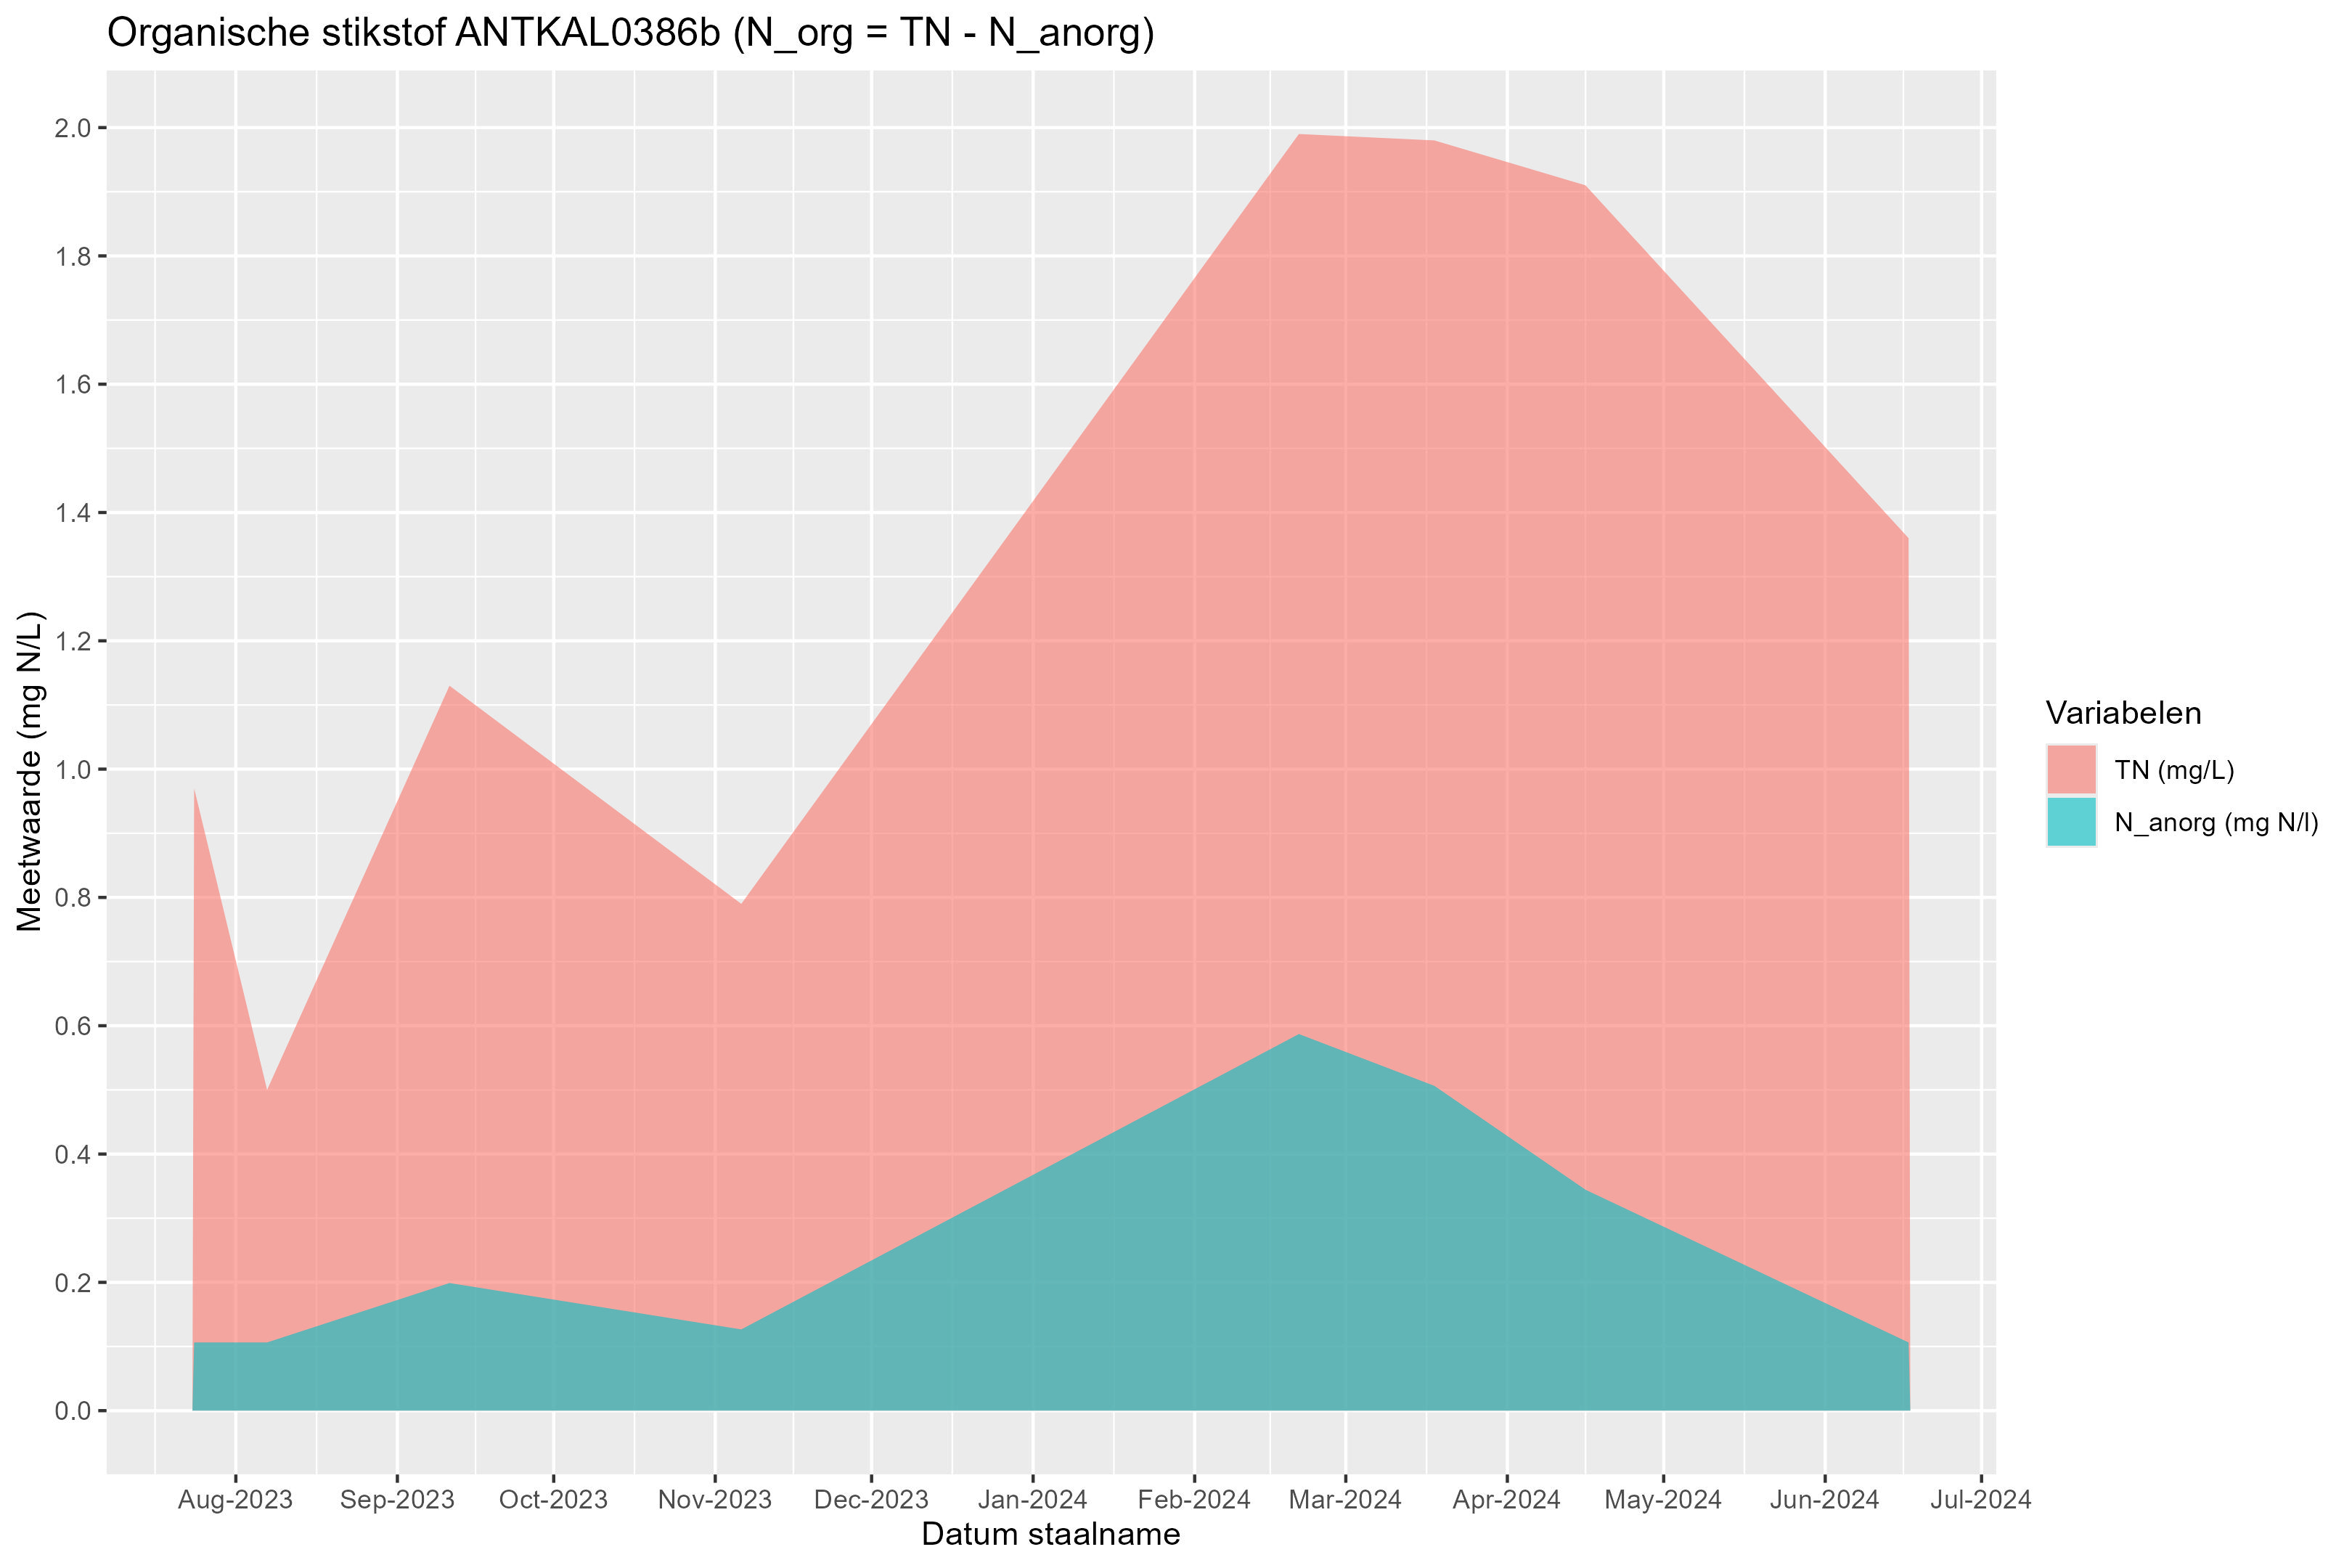 Organische stikstof ANTKAL0386b (N_org = TN - N_anorg)
Meetwaarde (mg N/L)
2.0
1.8
1.6
1.4
1.2
1.0
0.8
0.6
0.4
0.2
0.0
Aug-2023 Sep-2023 Oct-2023 Nov-2023 Dec-2023 Jan-2024 Feb-2024 Mar-2024 Apr-2024 May-2024 Jun-2024 Jul-2024
Datum staalname
Variabelen
TN (mg/L)
N_anorg (mg N/l)